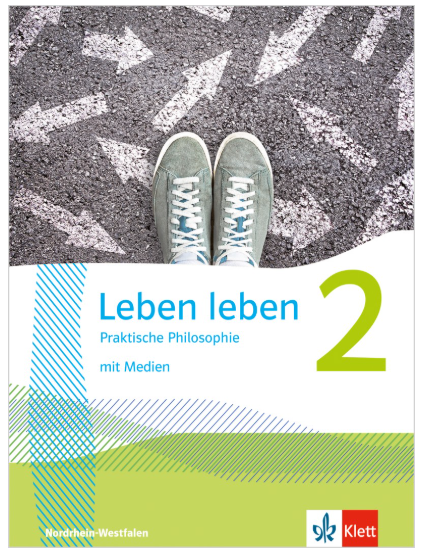 Leben leben 2
Praktische Philosophie
mit Medien
Nordrhein-Westfalen
Klett